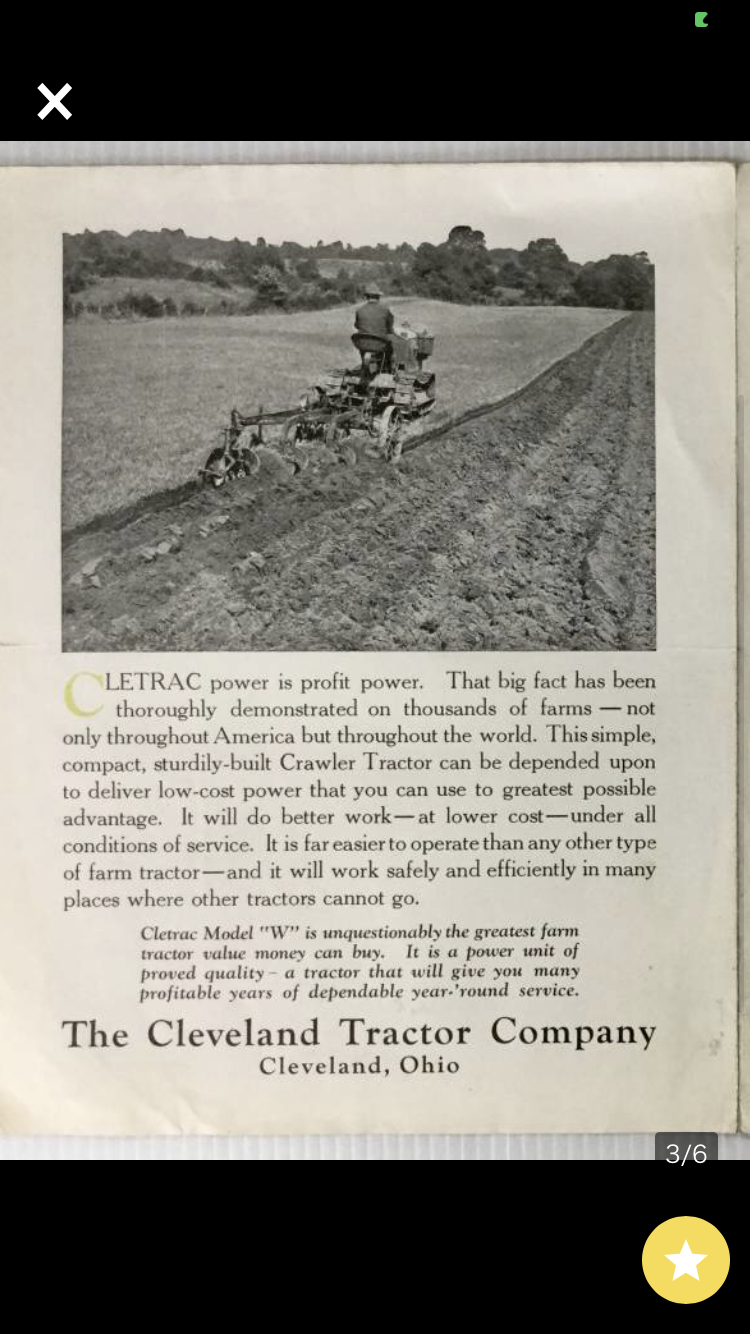 CLETRAC power is profit power. That big fact has been
thoroughly demonstrated on thousands of farms — not
only throughout America but throughout the world. This simple,
compact, sturdily-built Crawler Tractor can be depended upon
to deliver low-cost power that you can use to greatest possible
advantage. It will do better work—at lower cost—under all
conditions of service. It is far easier to operate than any other type
of farm tractor—and it will work safely and efficiently in many
places where other tractors cannot go.
Cletrac Model "W" is unquestionably the greatest farm
tractor value money can buy. It is a power unit of
proved quality – a tractor that will give you many
profitable years of dependable year-'round service.
The Cleveland Tractor Company
Cleveland, Ohio
3/6